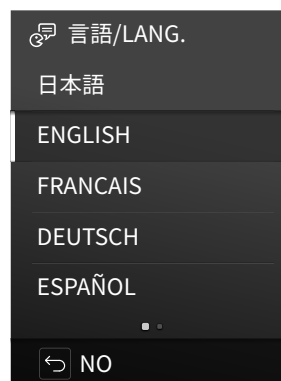 言語/LANG.
日本語
ENGLISH
FRANCAIS
DEUTSCH
ESPAÑOL
NO